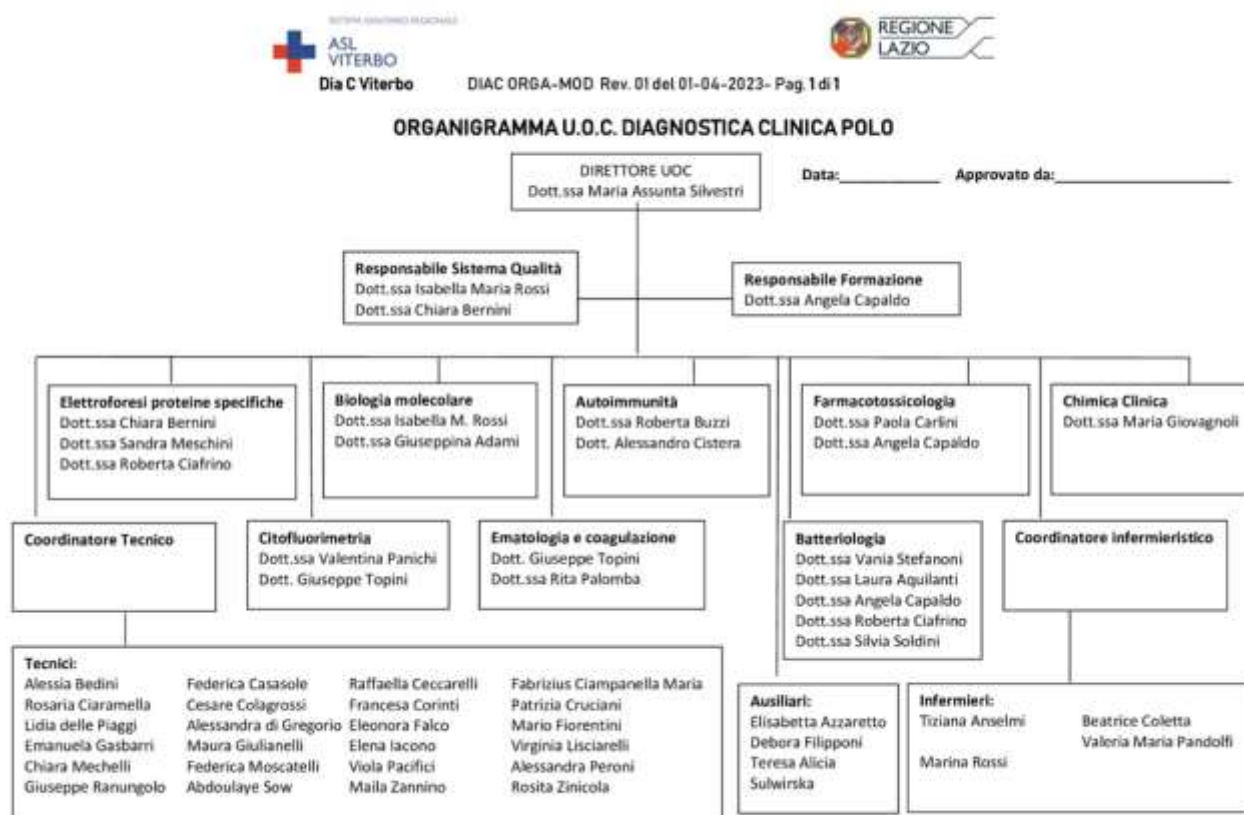 SISTEMA SANITARIO REGIONALE
ASL
VITERBO
REGIONE
LAZIO
Dia C Viterbo DIAC ORGA-MOD Rev. 01 del 01-04-2023- Pag. 1 di 1
ORGANIGRAMMA U.O.C. DIAGNOSTICA CLINICA POLO
DIRETTORE UOC
Dott.ssa Maria Assunta Silvestri
Data:____________ Approvato da:_____________________
Responsabile Sistema Qualità
Dott.ssa Isabella Maria Rossi
Dott.ssa Chiara Bernini
Responsabile Formazione
Dott.ssa Angela Capaldo
Elettroforesi proteine specifiche
Dott.ssa Chiara Bernini
Dott.ssa Sandra Meschini
Dott.ssa Roberta Ciafrino
Biologia molecolare
Dott.ssa Isabella M. Rossi
Dott.ssa Giuseppina Adami
Autoimmunità
Dott.ssa Roberta Buzzi
Dott. Alessandro Cistera
Farmacotossicologia
Dott.ssa Paola Carlini
Dott.ssa Angela Capaldo
Chimica Clinica
Dott.ssa Maria Giovagnoli
Coordinatore Tecnico
Citofluorimetria
Dott.ssa Valentina Panichi
Dott. Giuseppe Topini
Ematologia e coagulazione
Dott. Giuseppe Topini
Dott.ssa Rita Palomba
Batteriologia
Dott.ssa Vania Stefanoni
Dott.ssa Laura Aquilanti
Dott.ssa Angela Capaldo
Dott.ssa Roberta Ciafrino
Dott.ssa Silvia Soldini
Coordinatore infermieristico
Tecnici:
Alessia Bedini Federica Casasole Raffaella Ceccarelli Fabrizius Ciampanella Maria
Rosaria Ciaramella Cesare Colagrossi Francesa Corinti Patrizia Cruciani
Lidia delle Piaggi Alessandra di Gregorio Eleonora Falco Mario Fiorentini
Emanuela Gasbarri Maura Giulianelli Elena Iacono Virginia Lisciarelli
Chiara Mechelli Federica Moscatelli Viola Pacifici Alessandra Peroni
Giuseppe Ranungolo Abdoulaye Sow Maila Zannino Rosita Zinicola
Ausiliari:
Elisabetta Azzaretto
Debora Filipponi
Teresa Alicia
Sulwirska
Infermieri:
Tiziana Anselmi Beatrice Coletta
Valeria Maria Pandolfi
Marina Rossi